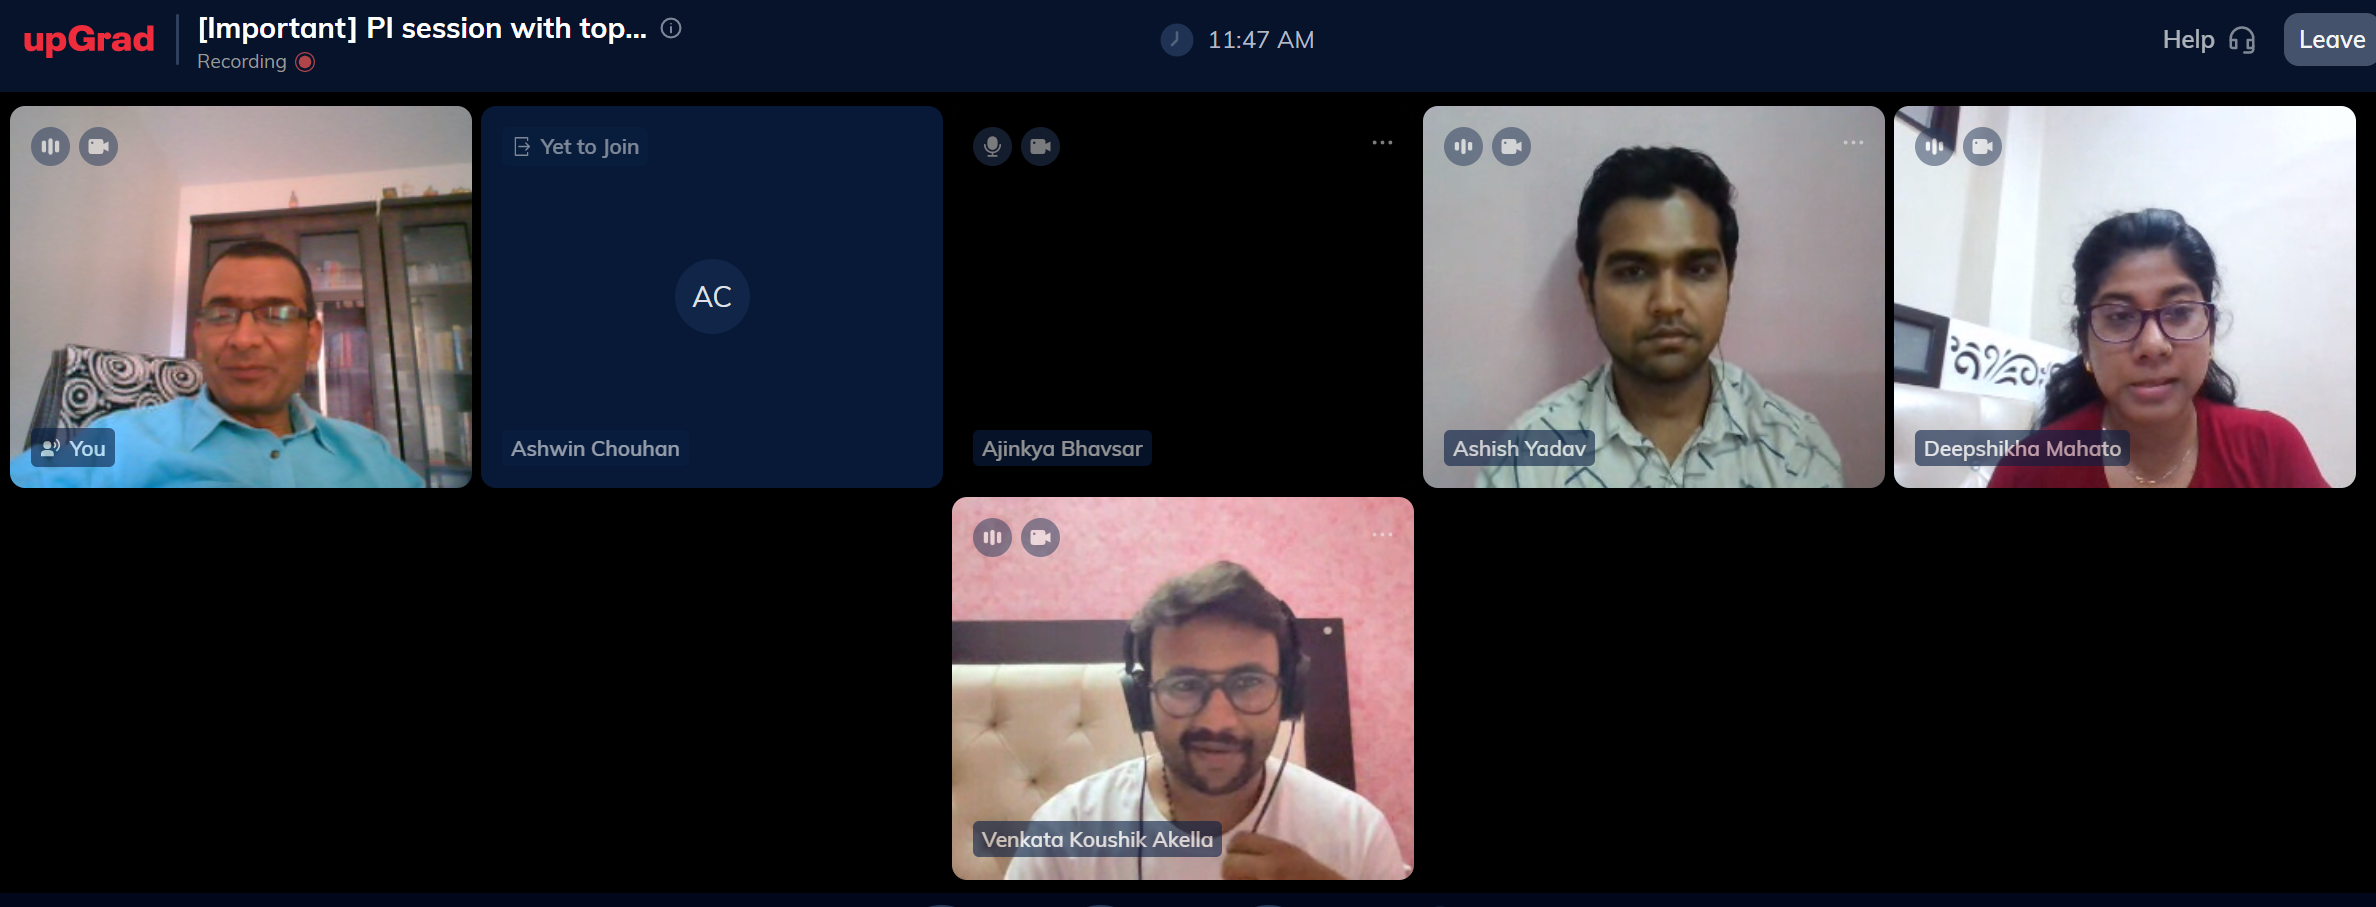 upGrad
[Important] PI session with top...
Recording
11:47 AM
Help
Leave
You
Yet to Join
AC
Ashwin Chouhan
Ajinkya Bhavsar
Ashish Yadav
Deepshikha Mahato
Venkata Koushik Akella